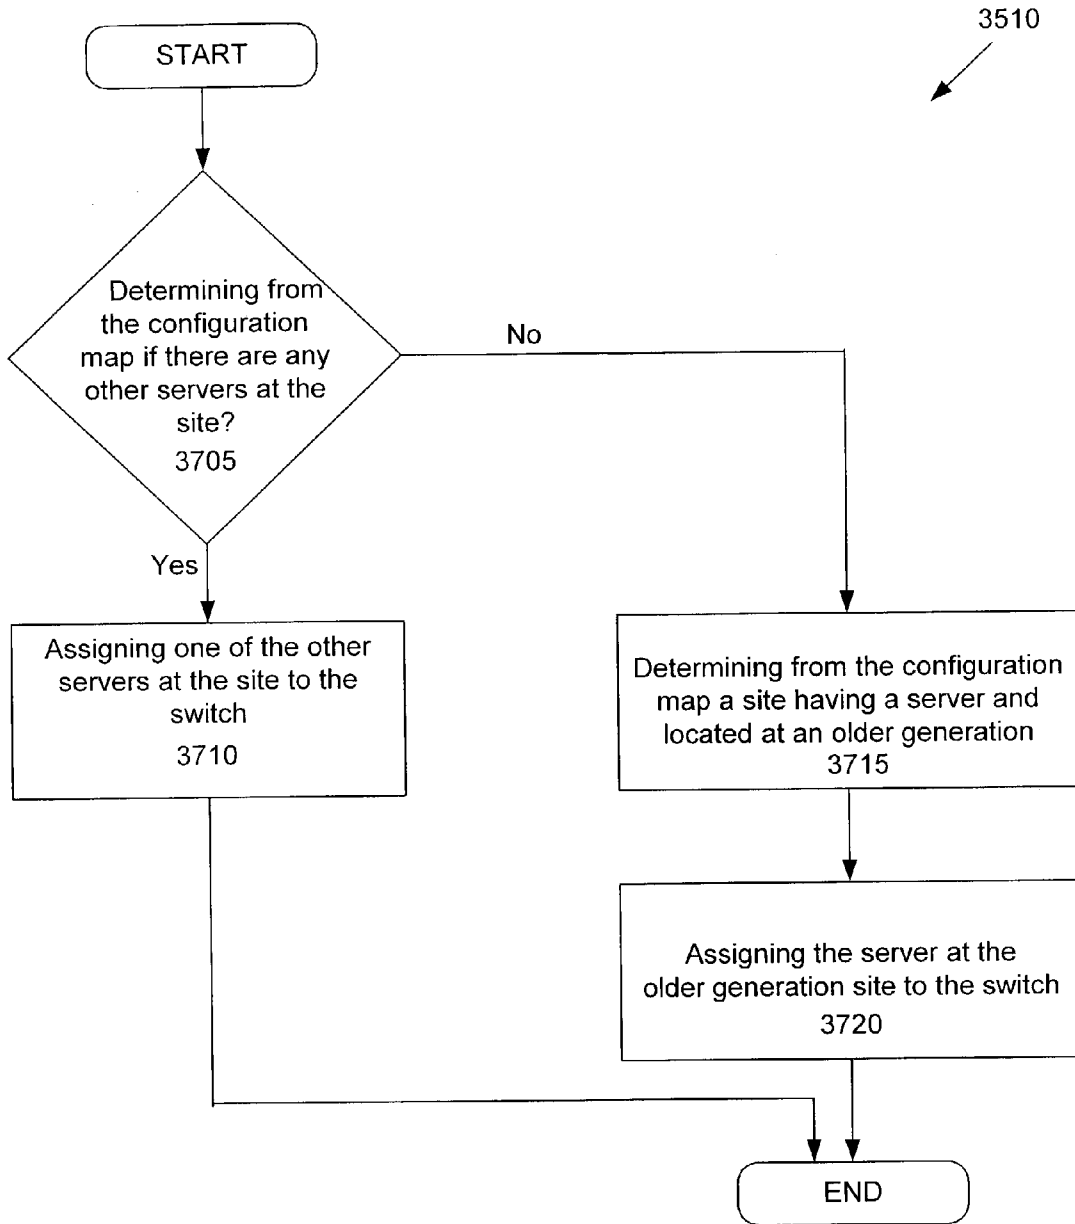 3510
START
Determining from
the configuration
map if there are any
other servers at the
site?
3705
No
Yes
Assigning one of the other
servers at the site to the
switch
3710
Determining from the configuration
map a site having a server and
located at an older generation
3715
Assigning the server at the
older generation site to the switch
3720
END